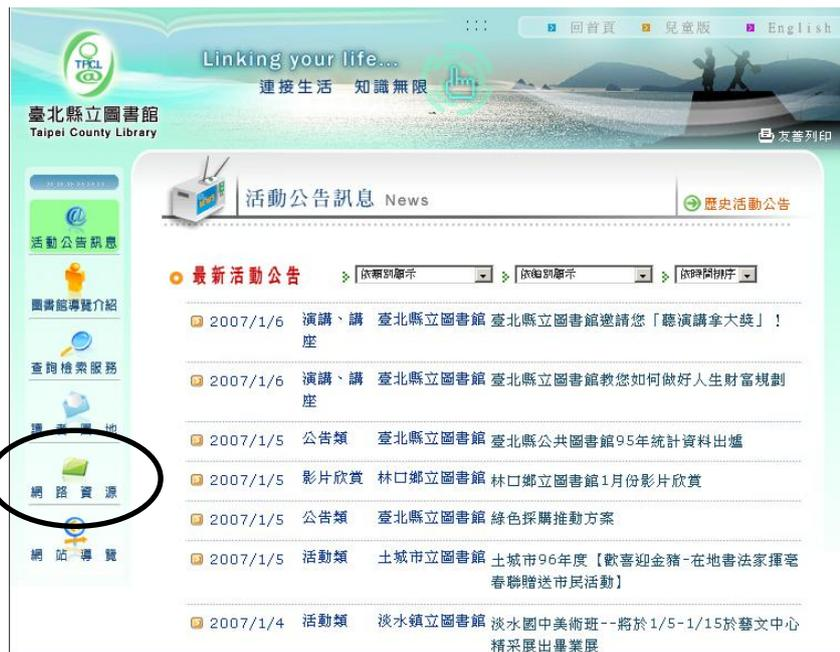 回首頁 兒童版 English
TPCL
@
Linking your life...
連接生活 知識無限
臺北縣立圖書館
Taipei County Library
友善列印
活動公告訊息 News
歷史活動公告
活動公告訊息
圖書館導覽介紹
查詢檢索服務
讀者園地
網路資源
網站導覽
最新活動公告 依類別顯示 依館別顯示 依時間排序
2007/1/6 演講、講座 臺北縣立圖書館 臺北縣立圖書館邀請您「聽演講拿大獎」！
2007/1/6 演講、講座 臺北縣立圖書館 臺北縣立圖書館教您如何做好人生財富規劃
2007/1/5 公告類 臺北縣立圖書館 臺北縣公共圖書館95年統計資料出爐
2007/1/5 影片欣賞 林口鄉立圖書館 林口鄉立圖書館1月份影片欣賞
2007/1/5 公告類 臺北縣立圖書館 綠色採購推動方案
2007/1/5 活動類 土城市立圖書館 土城市96年度【歡喜迎金豬-在地書法家揮毫
春聯贈送市民活動】
2007/1/4 活動類 淡水鎮立圖書館 淡水國中美術班--將於1/5-1/15於藝文中心
精采展出畢業展